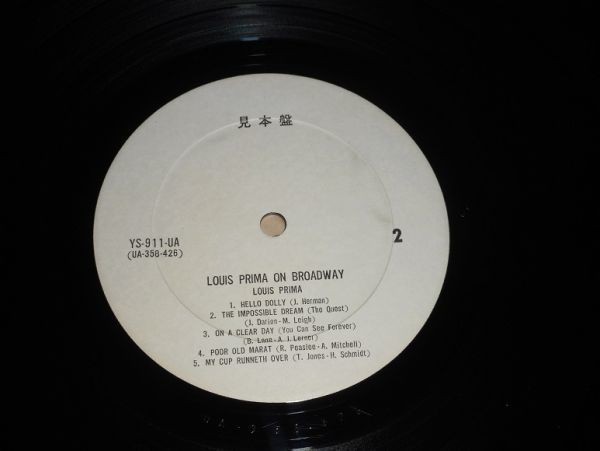 見本盤
YS-911-UA
(UA-358-426)
2
LOUIS PRIMA ON BROADWAY
LOUIS PRIMA
1. HELLO DOLLY (J. Herman)
2. THE IMPOSSIBLE DREAM (The Quest)
(J. Darion-M. Leigh)
3. ON A CLEAR DAY (You Can See Forever)
(B. Lane-A. J. Lerner)
4. POOR OLD MARAT (R. Peaslee-A. Mitchell)
5. MY CUP RUNNETH OVER (T. Jones-H. Schmidt)